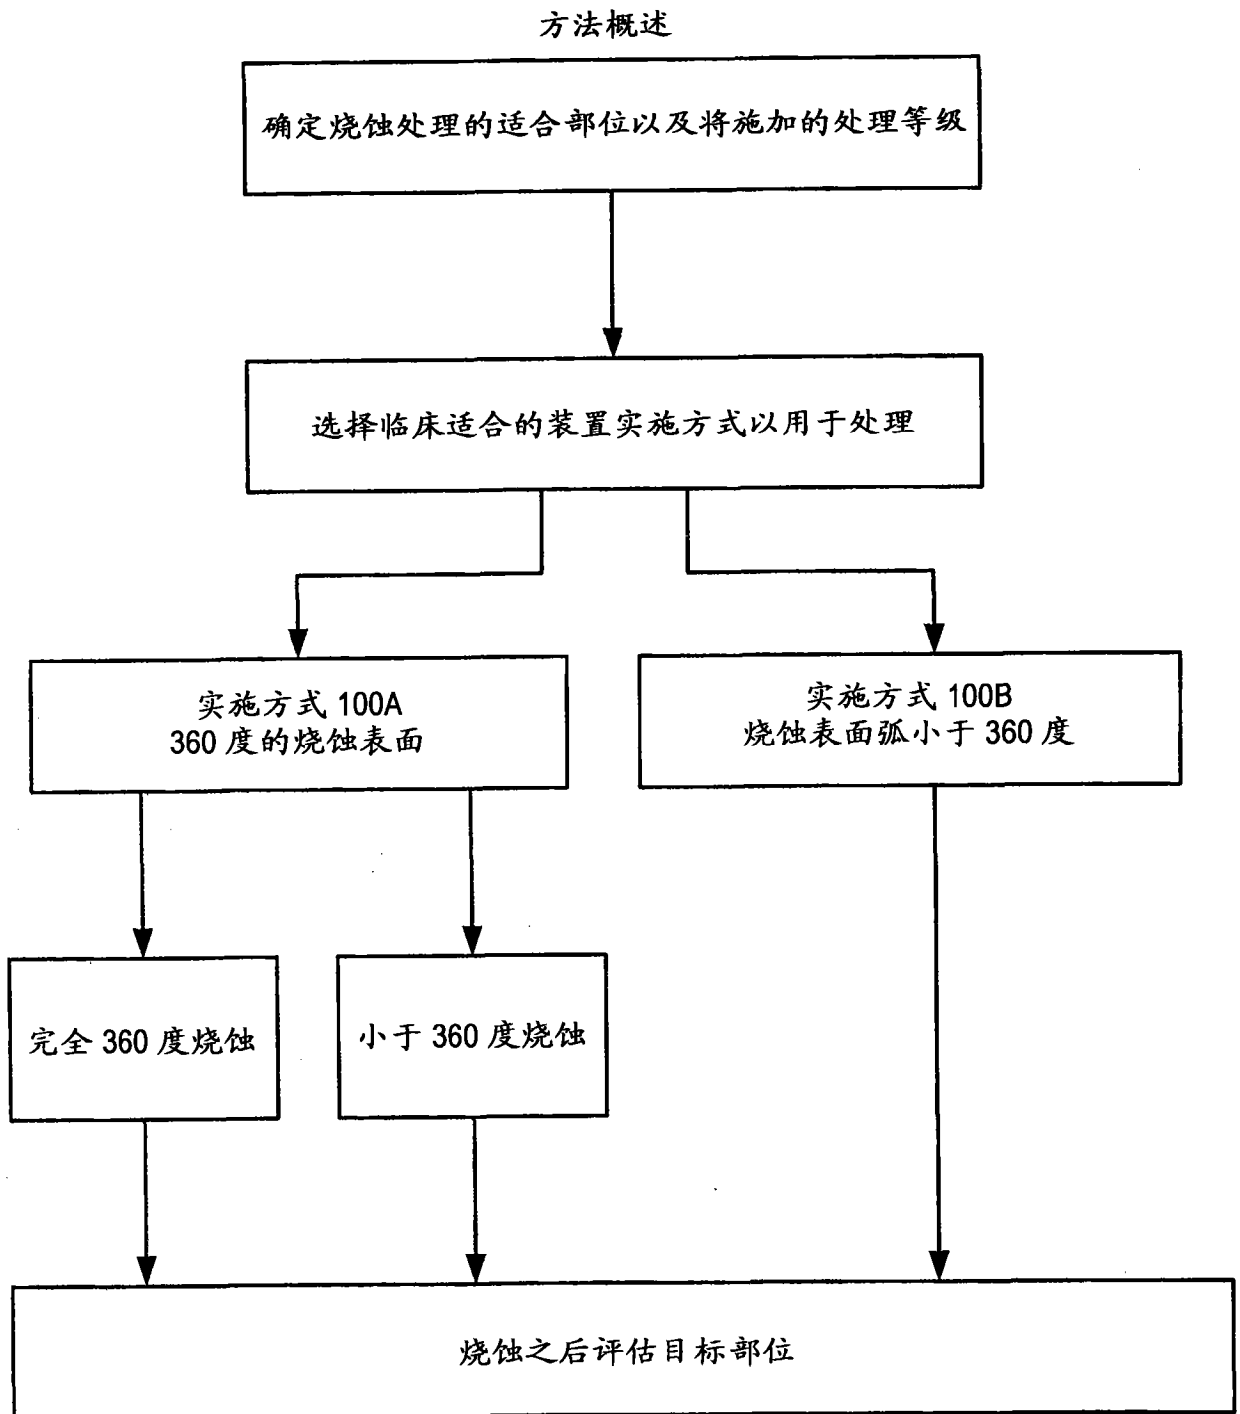 方法概述
确定烧蚀处理的适合部位以及将施加的处理等级
选择临床适合的装置实施方式以用于处理
实施方式 100A
360 度的烧蚀表面
实施方式 100B
烧蚀表面弧小于 360 度
完全 360 度烧蚀
小于 360 度烧蚀
烧蚀之后评估目标部位